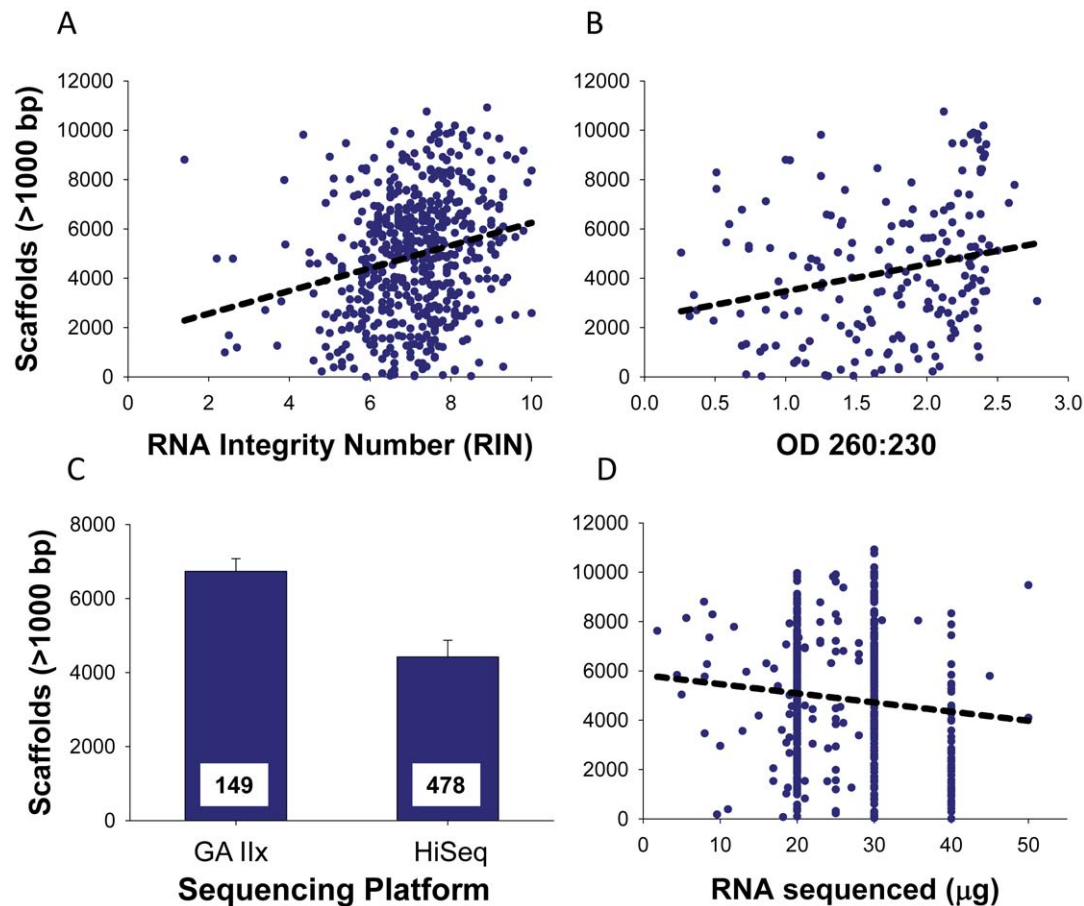 A
B
Scaffolds (>1000 bp)
12000
10000
8000
6000
4000
2000
0
0 2 4 6 8 10
RNA Integrity Number (RIN)
12000
10000
8000
6000
4000
2000
0
0.0 0.5 1.0 1.5 2.0 2.5 3.0
OD 260:230
C
D
Scaffolds (>1000 bp)
8000
6000
4000
2000
0
149
478
GA IIx HiSeq
Sequencing Platform
12000
10000
8000
6000
4000
2000
0
0 10 20 30 40 50
RNA sequenced (μg)